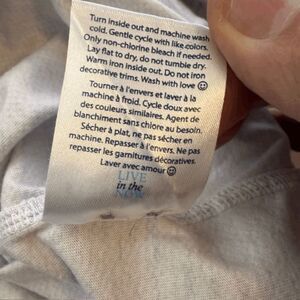 Turn inside out and machine wash
cold. Gentle cycle with like colors.
Only non-chlorine bleach if needed.
Lay flat to dry, do not tumble dry.
Warm iron inside out. Do not iron
decorative trims. Wash with love ☺
Tourner à l'envers et laver à la
machine à froid. Cycle doux avec
des couleurs similaires. Agent de
blanchiment sans chlore au besoin.
Sécher à plat, ne pas sécher en
machine. Repasser à l'envers. Ne pas
repasser les garnitures décoratives.
Laver avec amour ☺
LIVE
in the
NOW